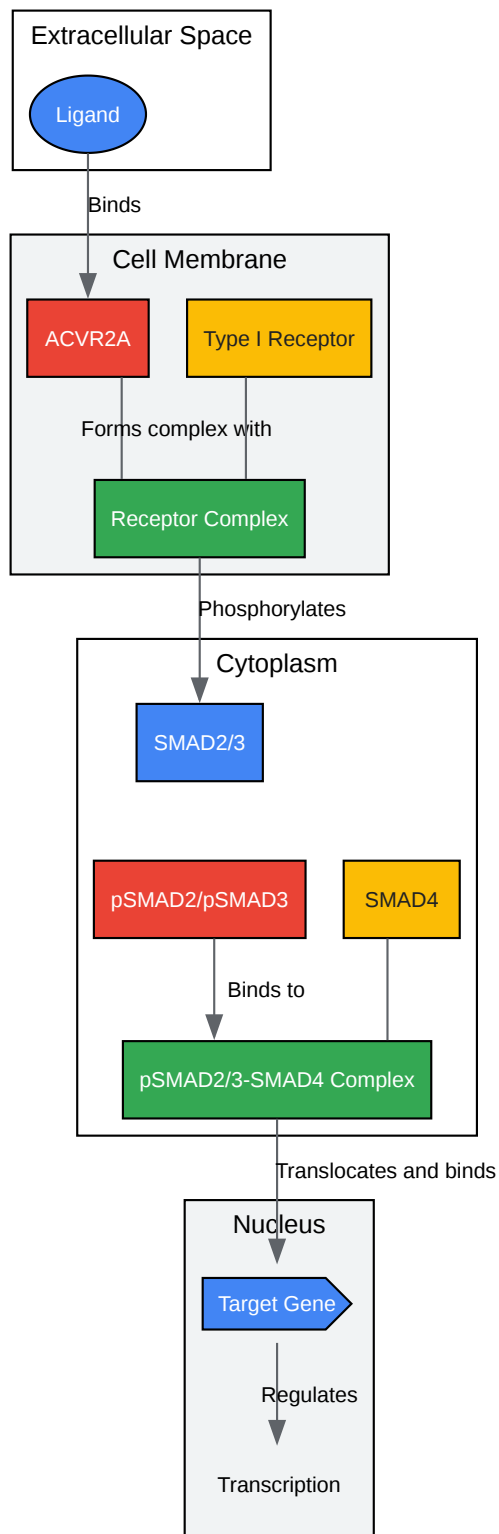 Extracellular Space
Ligand
Binds
Cell Membrane
ACVR2A
Type I Receptor
Forms complex with
Receptor Complex
Phosphorylates
Cytoplasm
SMAD2/3
pSMAD2/pSMAD3
SMAD4
Binds to
pSMAD2/3-SMAD4 Complex
Translocates and binds
Nucleus
Target Gene
Regulates
Transcription